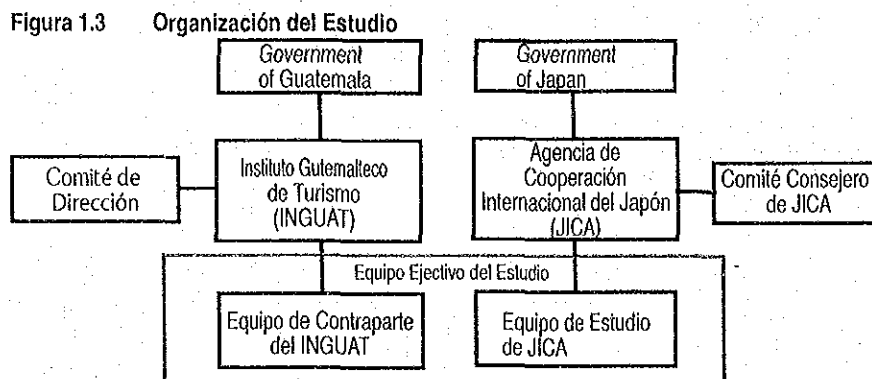 Figura 1.3 Organización del Estudio
Government
of Guatemala
Government
of Japan
Comité de
Dirección
Instituto Gutemalteco
de Turismo
(INGUAT)
Agencia de
Cooperación
Internacional del Japón
(JICA)
Comité Consejero
de JICA
Equipo Ejectivo del Estudio
Equipo de Contraparte
del INGUAT
Equipo de Estudio
de JICA